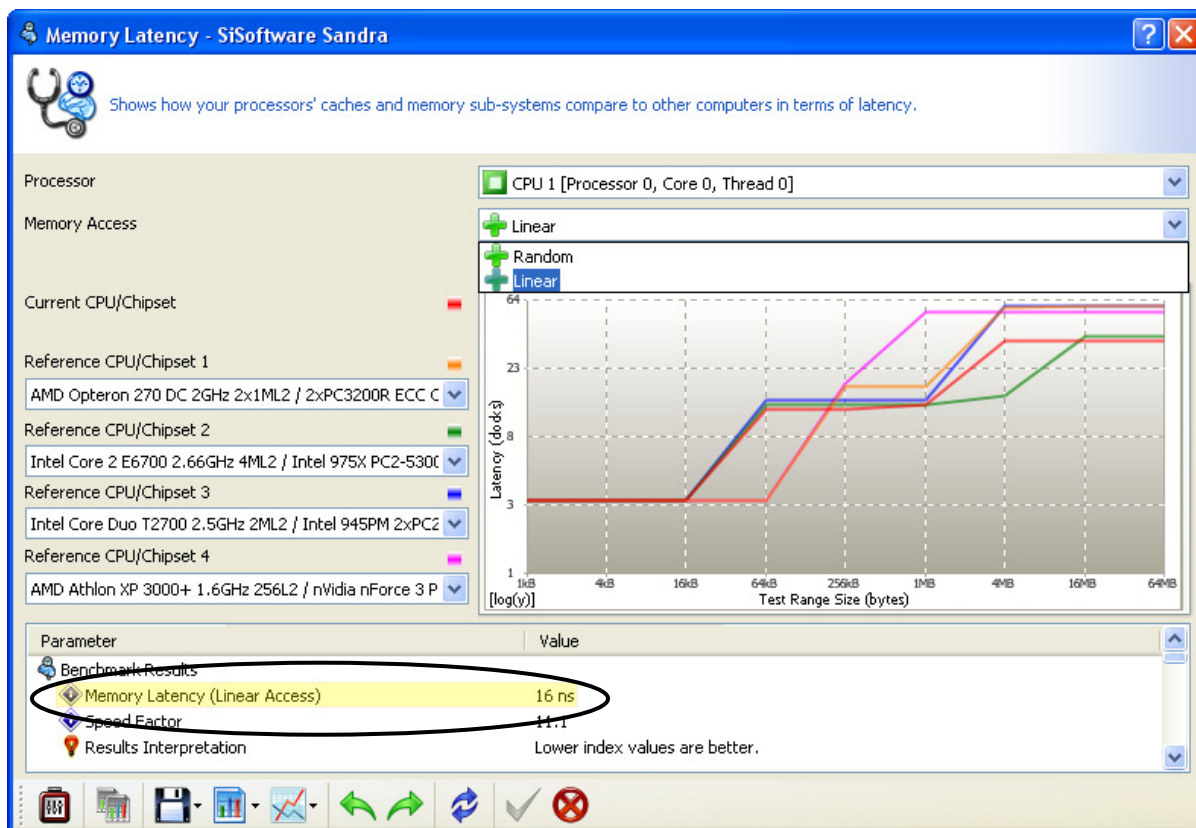 Memory Latency - SiSoftware Sandra
Shows how your processors' caches and memory sub-systems compare to other computers in terms of latency.
Processor
CPU 1 [Processor 0, Core 0, Thread 0]
Memory Access
Linear
Random
Linear
Current CPU/Chipset
Reference CPU/Chipset 1
AMD Opteron 270 DC 2GHz 2x1ML2 / 2xPC3200R ECC C
Reference CPU/Chipset 2
Intel Core 2 E6700 2.66GHz 4ML2 / Intel 975X PC2-530(
Reference CPU/Chipset 3
Intel Core Duo T2700 2.5GHz 2ML2 / Intel 945PM 2xPC2
Reference CPU/Chipset 4
AMD Athlon XP 3000+ 1.6GHz 256L2 / nVidia nForce 3 P
64
23
8
3
1
Latency (clocks)
1kB 4kB 16kB 64kB 256kB 1MB 4MB 16MB 64MB
[log(y)] Test Range Size (bytes)
Parameter Value
Benchmark Results
Memory Latency (Linear Access) 16 ns
Speed Factor 11.1
Results Interpretation Lower index values are better.